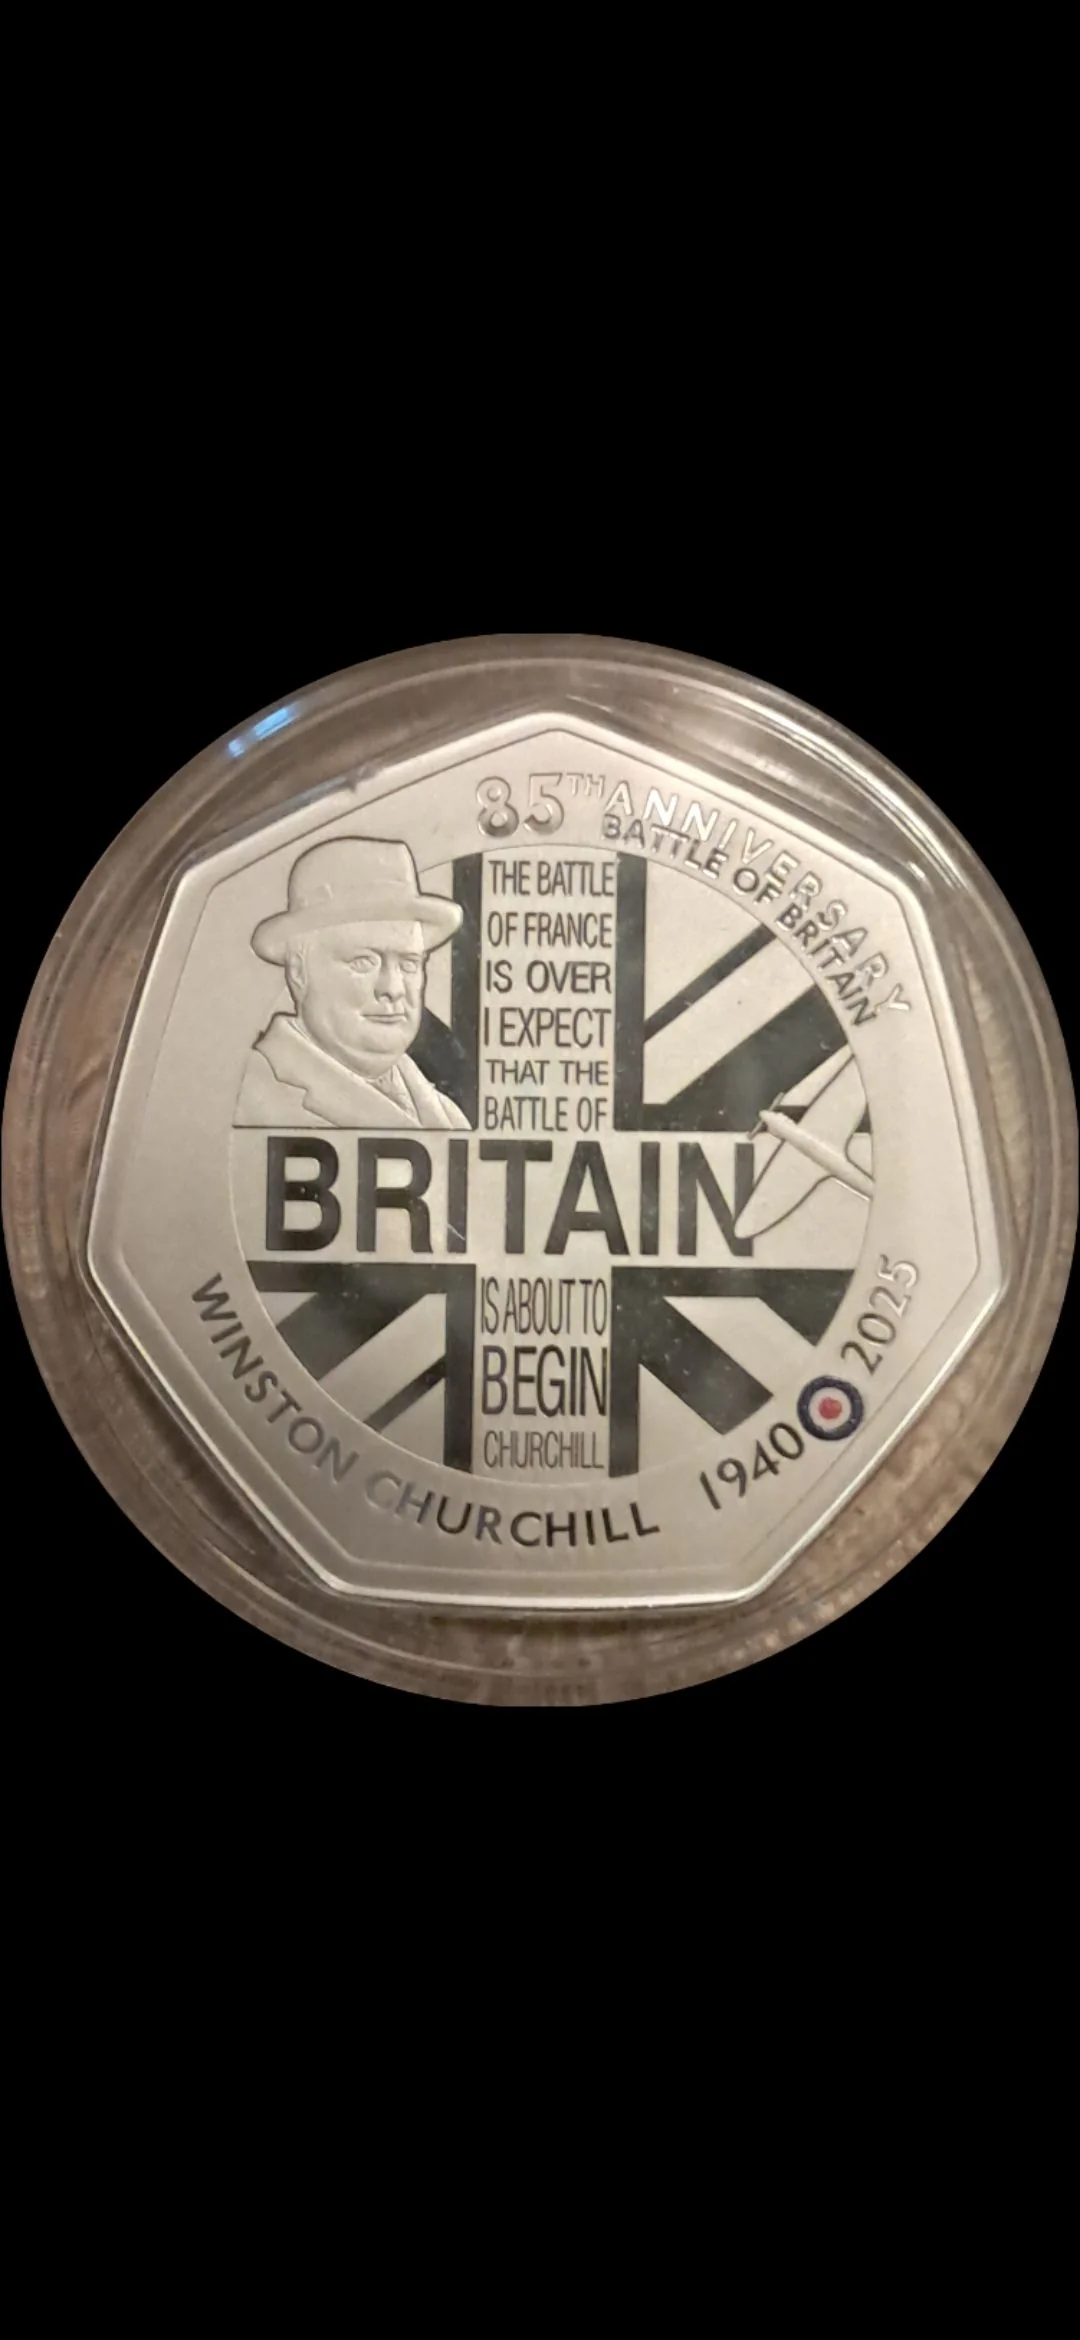 85TH ANNIVERSARY
BATTLE OF BRITAIN
THE BATTLE
OF FRANCE
IS OVER
I EXPECT
THAT THE
BATTLE OF
BRITAIN
IS ABOUT TO
BEGIN
CHURCHILL
WINSTON CHURCHILL
1940 2025